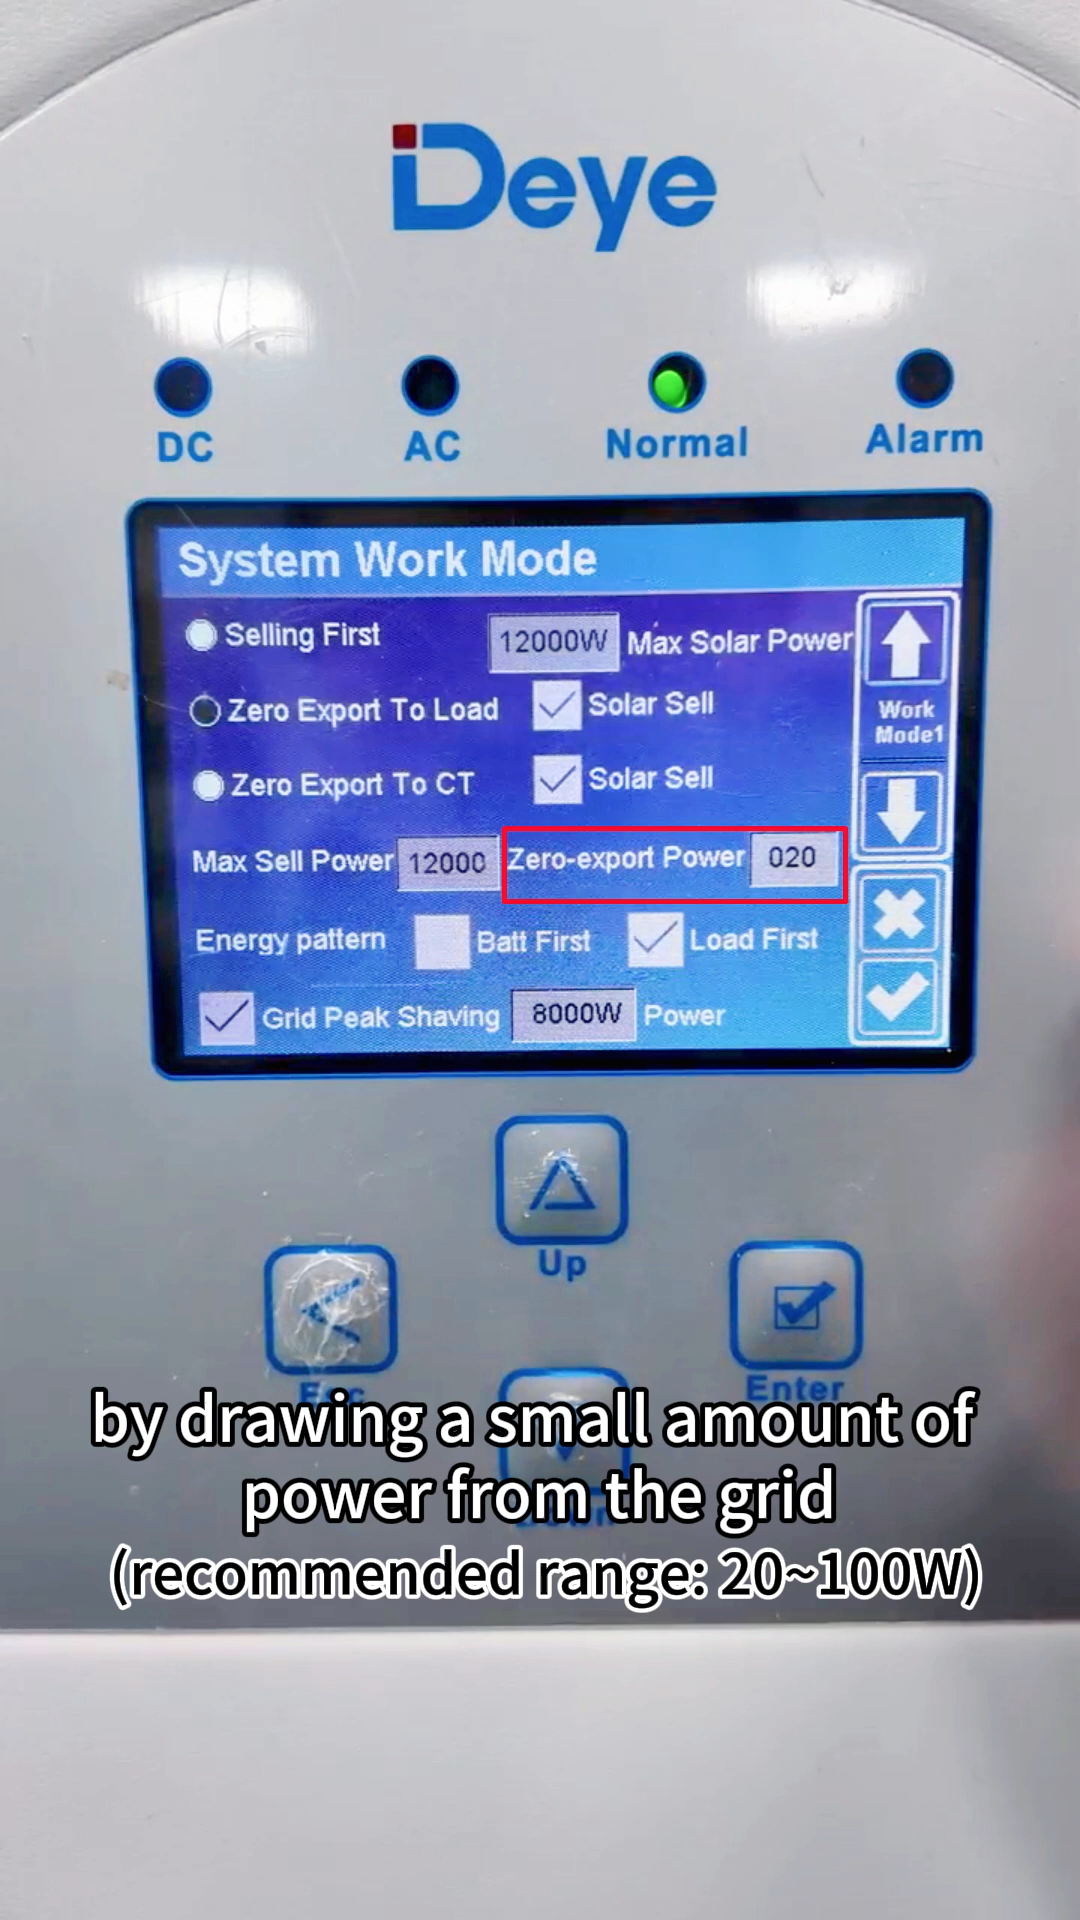 Deye
DC AC Normal Alarm
System Work Mode
Selling First 12000W Max Solar Power
Zero Export To Load Solar Sell
Work Mode1
Zero Export To CT Solar Sell
Max Sell Power 12000 Zero-export Power 020
Energy pattern Batt First Load First
Grid Peak Shaving 8000W Power
Up
Esc Enter
by drawing a small amount of
power from the grid
(recommended range: 20~100W)